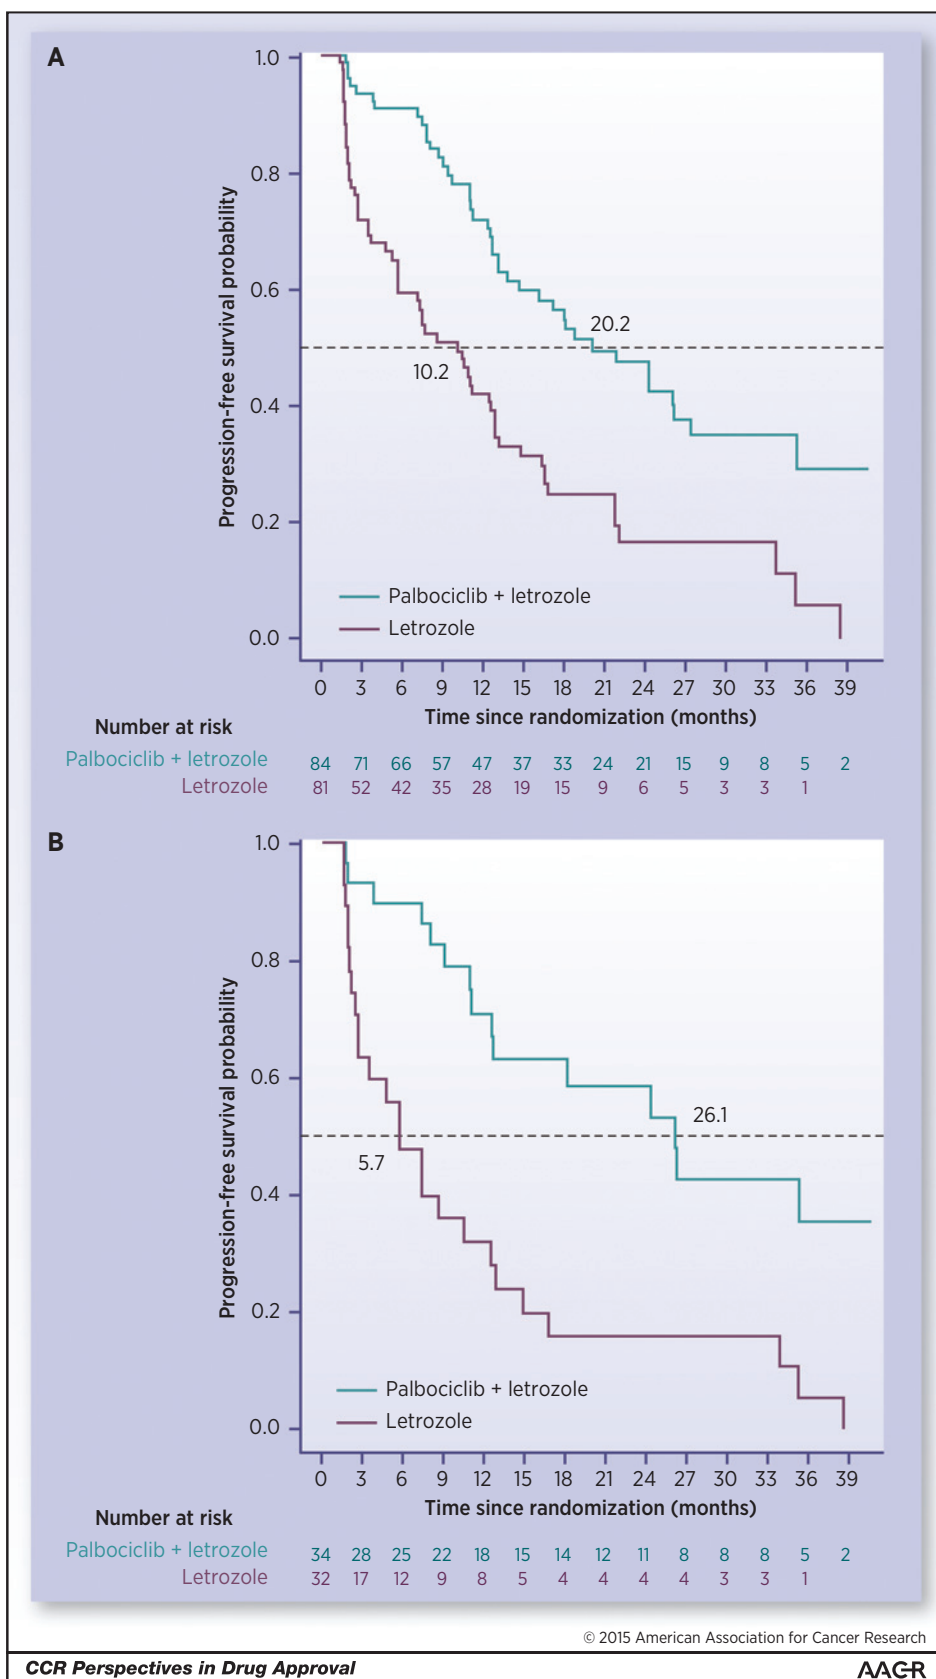 A
1.0
0.8
0.6
0.4
0.2
0.0
Progression-free survival probability
20.2
10.2
Palbociclib + letrozole
Letrozole
0 3 6 9 12 15 18 21 24 27 30 33 36 39
Time since randomization (months)
Number at risk
Palbociclib + letrozole 84 71 66 57 47 37 33 24 21 15 9 8 5 2
Letrozole 81 52 42 35 28 19 15 9 6 5 3 3 1
B
1.0
0.8
0.6
0.4
0.2
0.0
Progression-free survival probability
26.1
5.7
Palbociclib + letrozole
Letrozole
0 3 6 9 12 15 18 21 24 27 30 33 36 39
Time since randomization (months)
Number at risk
Palbociclib + letrozole 34 28 25 22 18 15 14 12 11 8 8 8 5 2
Letrozole 32 17 12 9 8 5 4 4 4 4 3 3 1
© 2015 American Association for Cancer Research
CCR Perspectives in Drug Approval
AACR